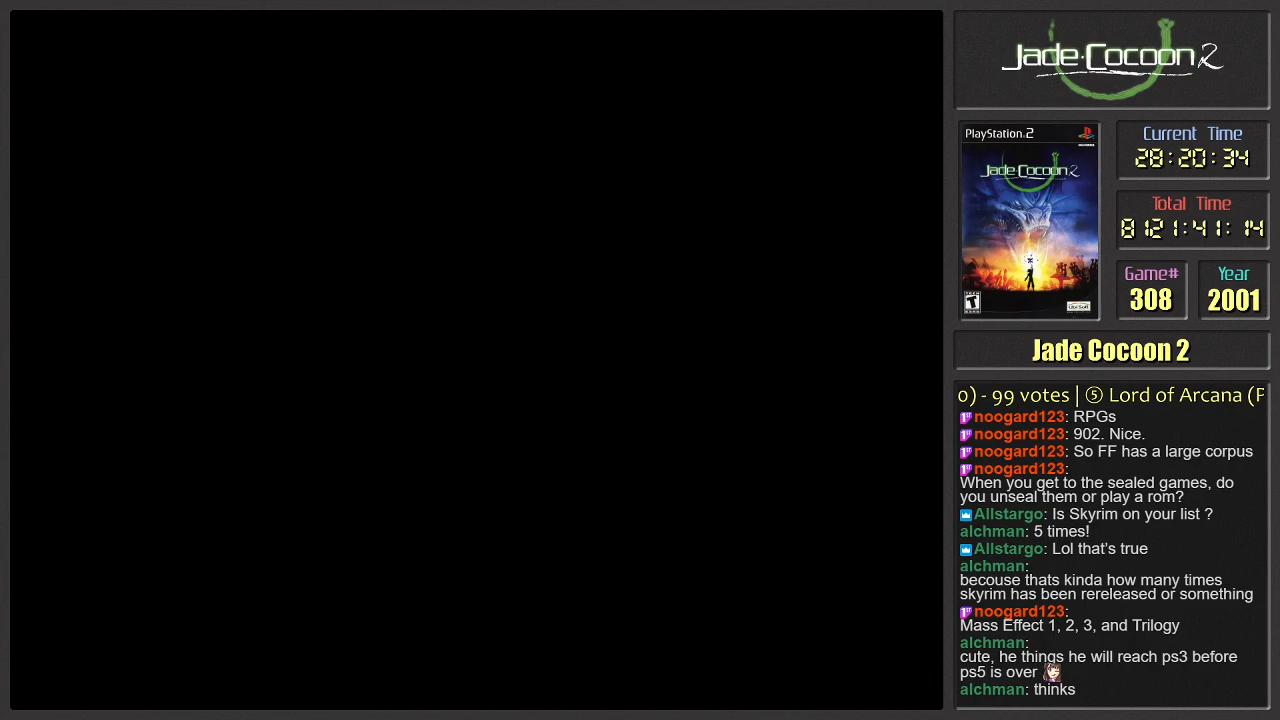 Jade·Cocoon 2
PlayStation.2
Jade·Cocoon 2
Current Time
28:20:34
Total Time
8121:41:14
Game#
308
Year
2001
Jade Cocoon 2
0) - 99 votes | ⑤ Lord of Arcana (P
noogard123: RPGs
noogard123: 902. Nice.
noogard123: So FF has a large corpus
noogard123:
When you get to the sealed games, do
you unseal them or play a rom?
Allstargo: Is Skyrim on your list ?
alchman: 5 times!
Allstargo: Lol that's true
alchman:
becouse thats kinda how many times
skyrim has been rereleased or something
noogard123:
Mass Effect 1, 2, 3, and Trilogy
alchman:
cute, he things he will reach ps3 before
ps5 is over
alchman: thinks